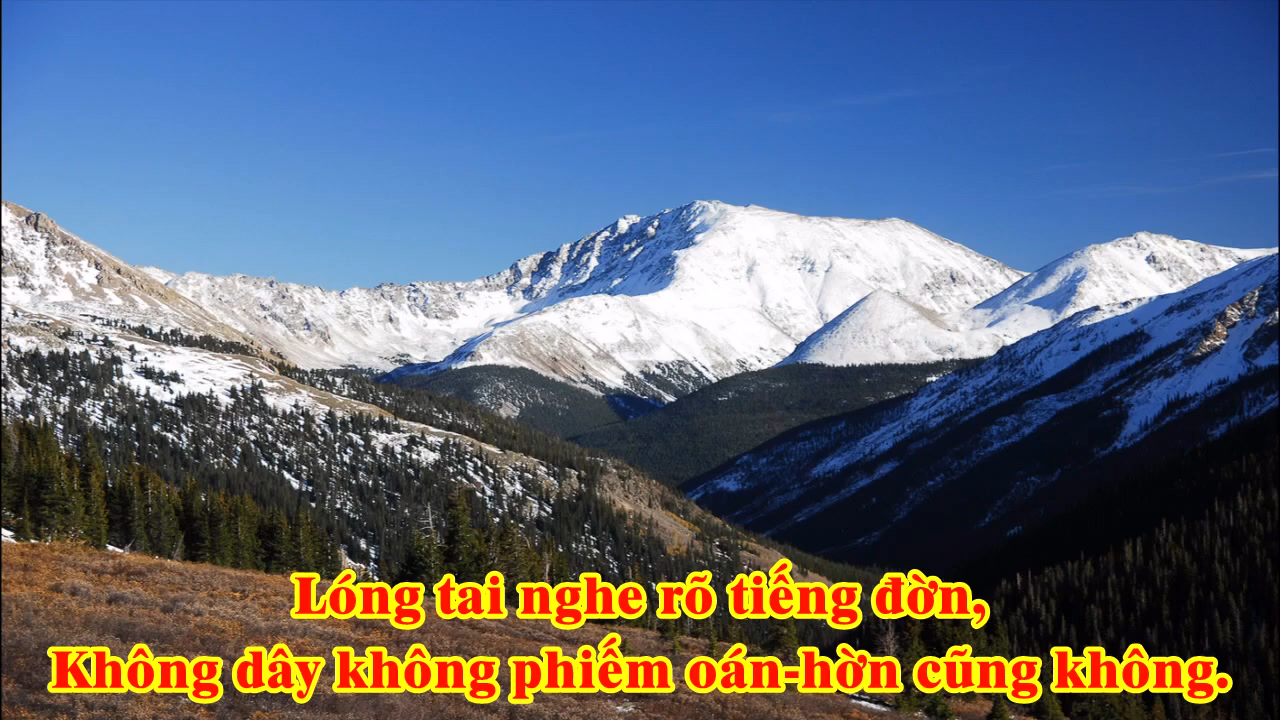 Lóng tai nghe rõ tiếng đờn,
Không dây không phiếm oán-hờn cũng không.